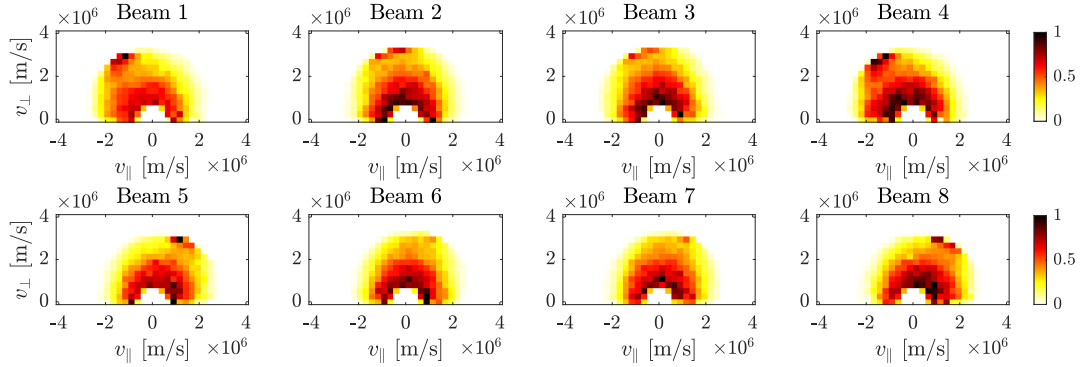 ×10⁶ Beam 1 ×10⁶ Beam 2 ×10⁶ Beam 3 ×10⁶ Beam 4
4 4 4 4 1
v⊥ [m/s] 2 2 2 2 0.5
0 0 0 0 0
-4 -2 0 2 4 -4 -2 0 2 4 -4 -2 0 2 4 -4 -2 0 2 4
v∥ [m/s] ×10⁶ v∥ [m/s] ×10⁶ v∥ [m/s] ×10⁶ v∥ [m/s] ×10⁶
×10⁶ Beam 5 ×10⁶ Beam 6 ×10⁶ Beam 7 ×10⁶ Beam 8
4 4 4 4 1
v⊥ [m/s] 2 2 2 2 0.5
0 0 0 0 0
-4 -2 0 2 4 -4 -2 0 2 4 -4 -2 0 2 4 -4 -2 0 2 4
v∥ [m/s] ×10⁶ v∥ [m/s] ×10⁶ v∥ [m/s] ×10⁶ v∥ [m/s] ×10⁶